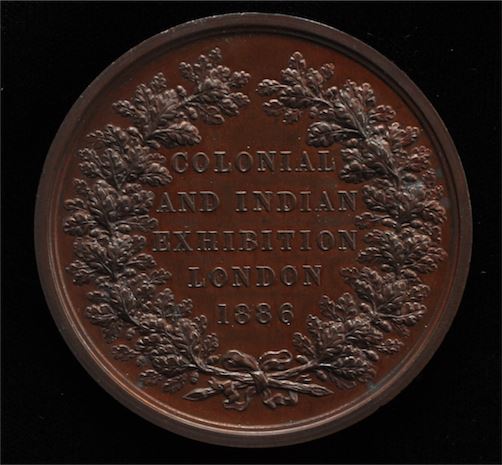 COLONIAL
AND INDIAN
EXHIBITION
LONDON
1886